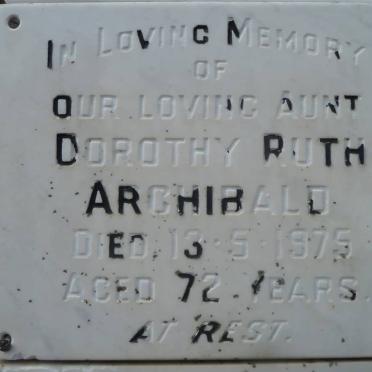 IN LOVING MEMORY
OF
OUR LOVING AUNT
DOROTHY RUTH
ARCHIBALD
DIED 13·5·1975
AGED 72 YEARS.
AT REST.